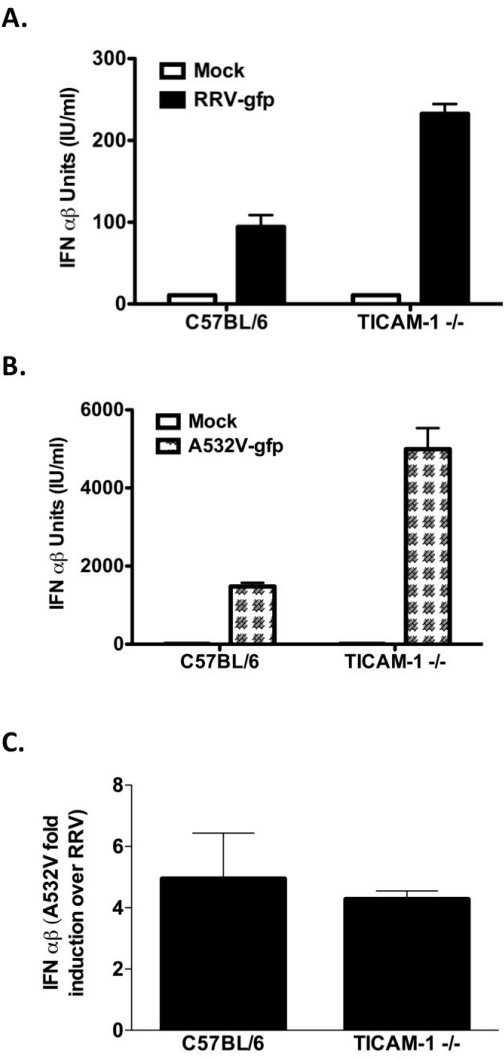 A.
IFN αβ Units (IU/ml)
300
200
100
0
Mock
RRV-gfp
C57BL/6
TICAM-1 -/-
B.
IFN αβ Units (IU/ml)
6000
4000
2000
0
Mock
A532V-gfp
C57BL/6
TICAM-1 -/-
C.
IFN αβ (A532V fold
induction over RRV)
8
6
4
2
0
C57BL/6
TICAM-1 -/-